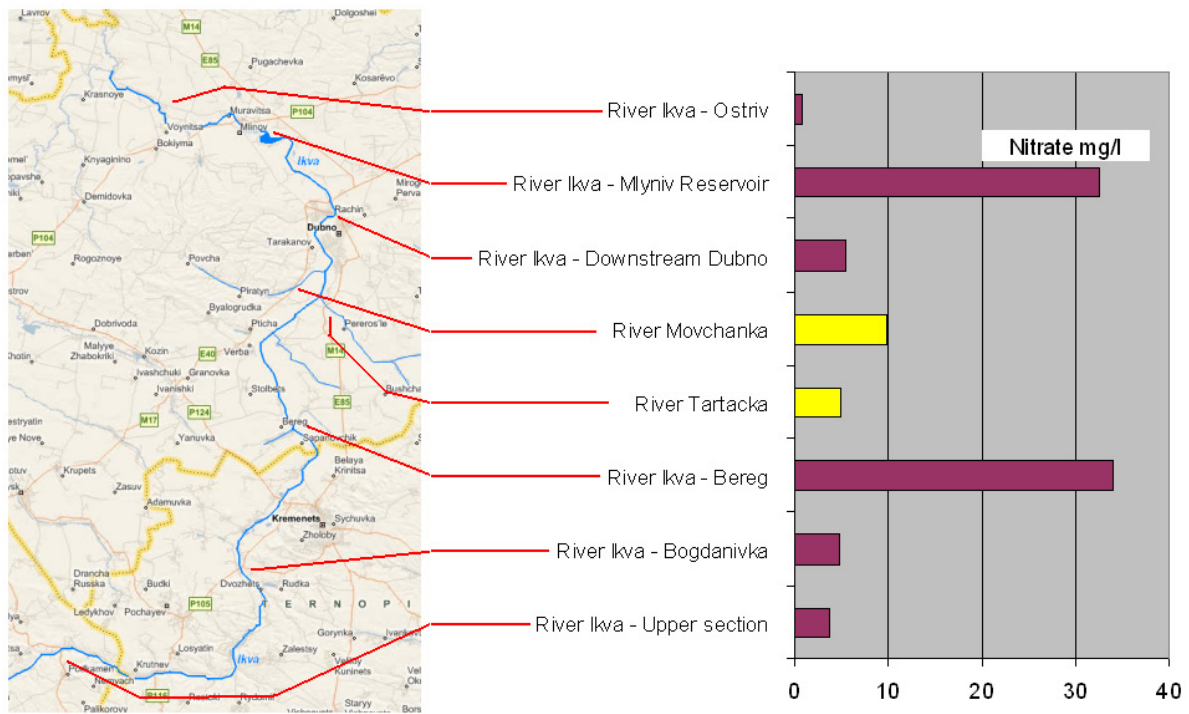 Lavrov
M14
Dolgoshei
E85
Pugachevka
Kosarëvo
Krasnoye
Muravitsa
P104
Voynitsa
Mlinov
Bokiyma
Ikva
Knyaginino
Demidovka
Rachin
Dubno
P104
Tarakanov
Rogoznoye
Povcha
Piratyn
Byalogrudka
Dobrivoda
Pticha
Pereros'le
Malyye
Zhabokriki
Kozin
E40
Verba
M14
Ivashchuki
Granovka
Ivanishki
Stolbets
Bushcha
P124
E85
M17
Bereg
Yanuvka
Sapanovchik
Krupets
Belaya
Krinitsa
Zasuv
Adamuvka
Kremenets
Sychuvka
Zholoby
Drancha
Russka
Budki
Dvozhets
Rudka
Ledykhov
Pochayev
P105
T E R N O P I
Gorynka
Losyatin
Zalestsy
Krutnev
Ikva
Nemvach
Palikorovy
Staryy
River Ikva - Ostriv
River Ikva - Mlyniv Reservoir
River Ikva - Downstream Dubno
River Movchanka
River Tartacka
River Ikva - Bereg
River Ikva - Bogdanivka
River Ikva - Upper section
Nitrate mg/l
0 10 20 30 40